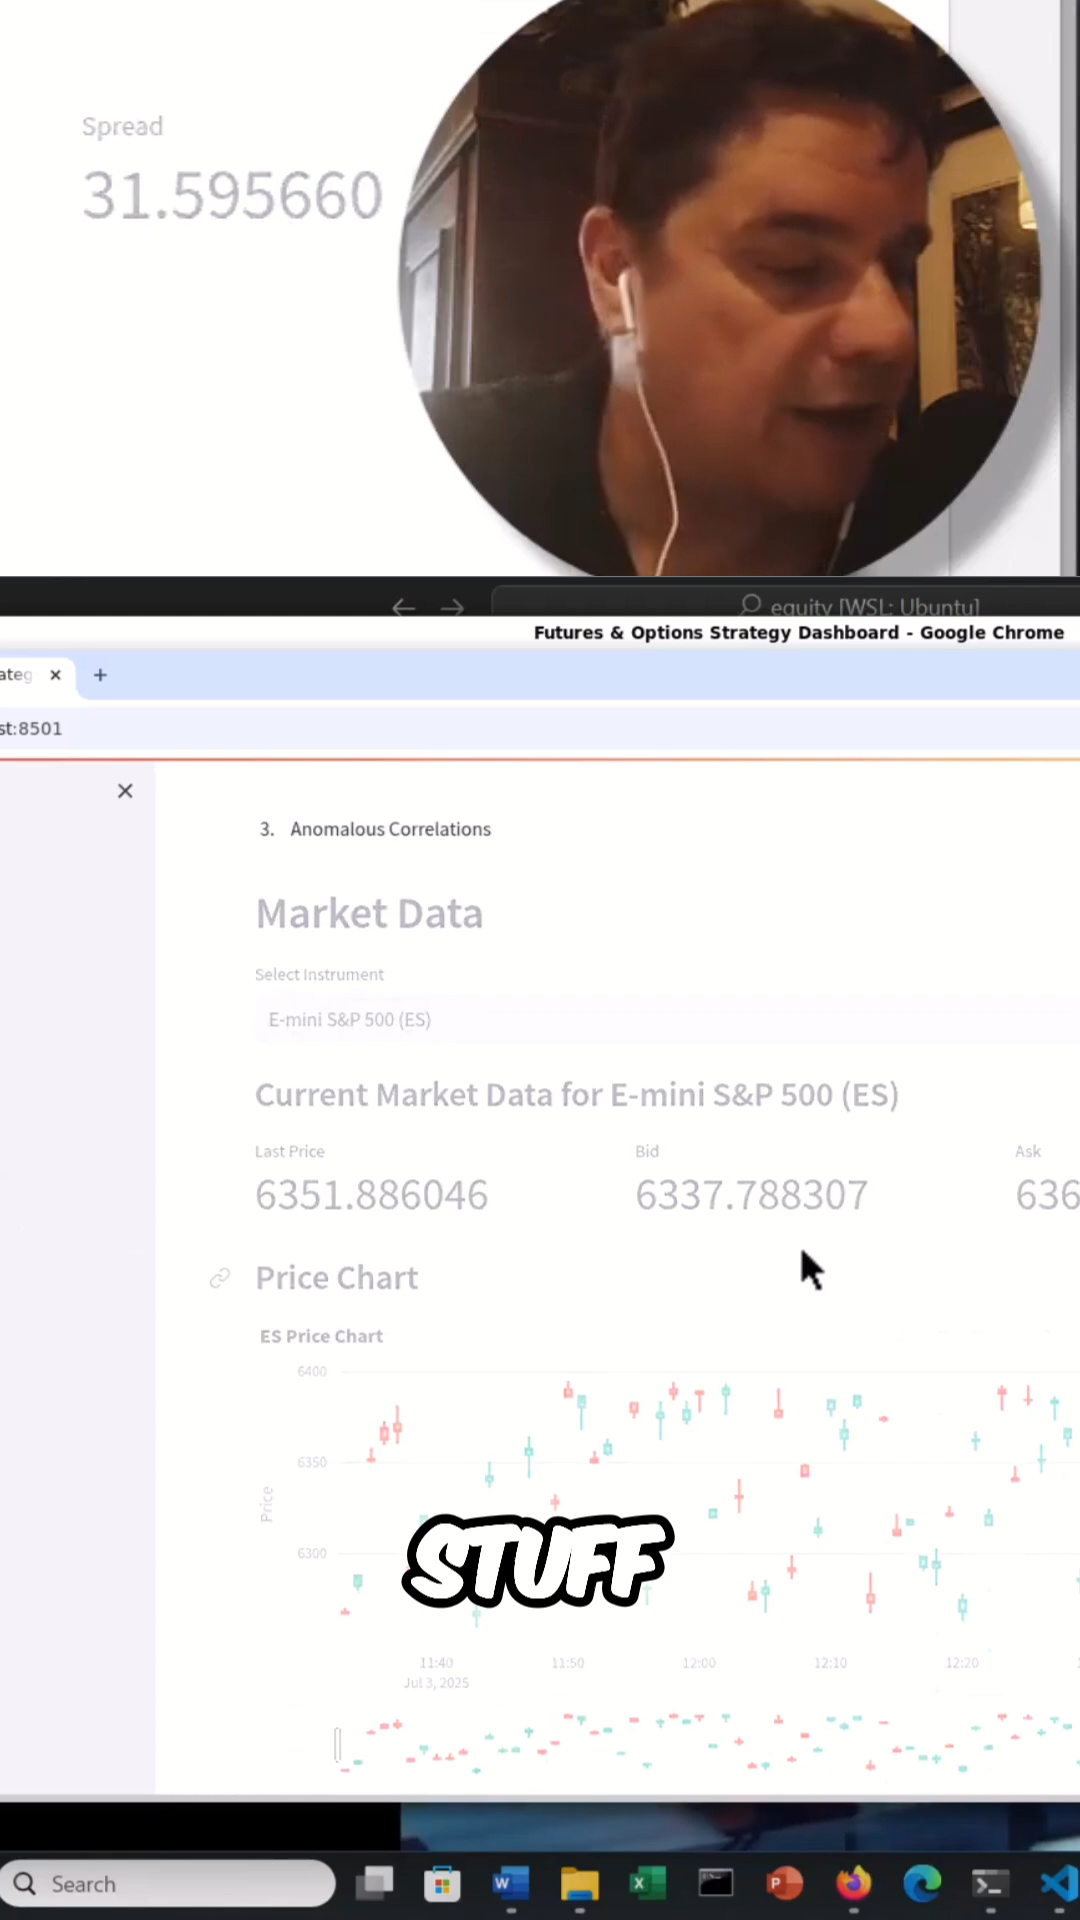 Spread
31.595660
equity [WSL: Ubuntu]
Futures & Options Strategy Dashboard - Google Chrome
ateg
st:8501
3. Anomalous Correlations
Market Data
Select Instrument
E-mini S&P 500 (ES)
Current Market Data for E-mini S&P 500 (ES)
Last Price Bid Ask
6351.886046 6337.788307 636
Price Chart
ES Price Chart
6400
6350
Price
6300
STUFF
11:40 11:50 12:00 12:10 12:20
Jul 3, 2025
Search